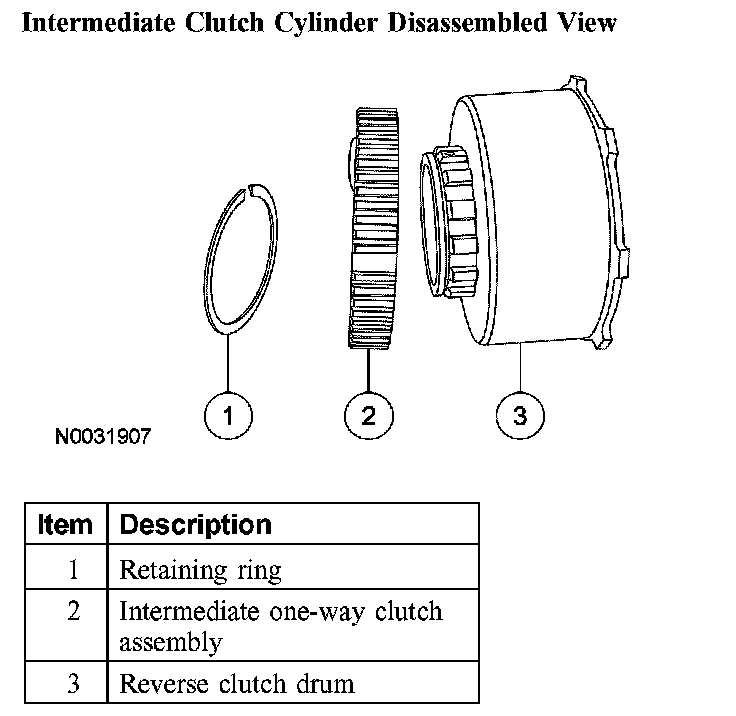 Intermediate Clutch Cylinder Disassembled View
1
2
3
N0031907
Item Description
1 Retaining ring
2 Intermediate one-way clutch
assembly
3 Reverse clutch drum